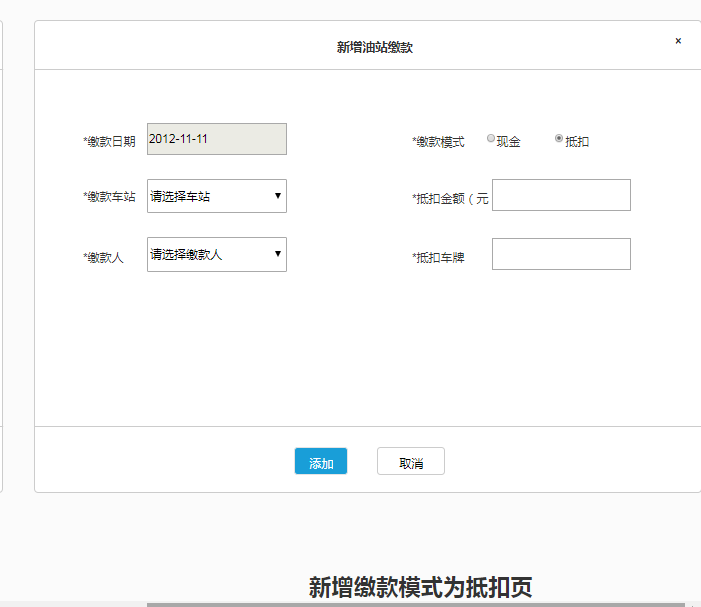 新增油站缴款
×
*缴款日期 2012-11-11 *缴款模式 现金 抵扣
*缴款车站 请选择车站 *抵扣金额（元
*缴款人 请选择缴款人 *抵扣车牌
添加 取消
新增缴款模式为抵扣页